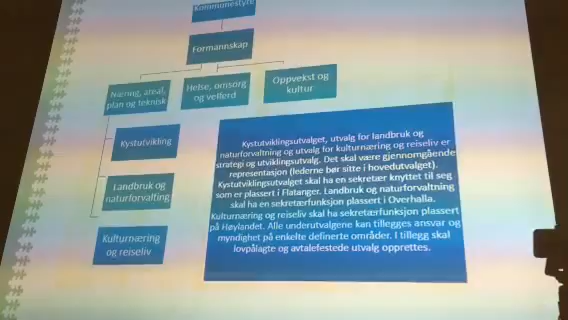 Kommunestyre
Formannskap
Næring, areal,
plan og teknisk
Helse, omsorg
og velferd
Oppvekst og
kultur
Kystutvikling
Landbruk og
naturforvalting
Kulturnæring
og reiseliv
Kystutviklingsutvalget, utvalg for landbruk og
naturforvaltning og utvalg for kulturnæring og reiseliv er
strategi og utviklingsutvalg. Det skal være gjennomgående
representasjon (lederne bør sitte i hovedutvalget).
Kystutviklingsutvalget skal ha en sekretær knyttet til seg
som er plassert i Flatanger. Landbruk og naturforvaltning
skal ha en sekretærfunksjon plassert i Overhalla.
Kulturnæring og reiseliv skal ha sekretærfunksjon plassert
på Høylandet. Alle underutvalgene kan tillegges ansvar og
myndighet på enkelte definerte områder. I tillegg skal
lovpålagte og avtalefestede utvalg opprettes.